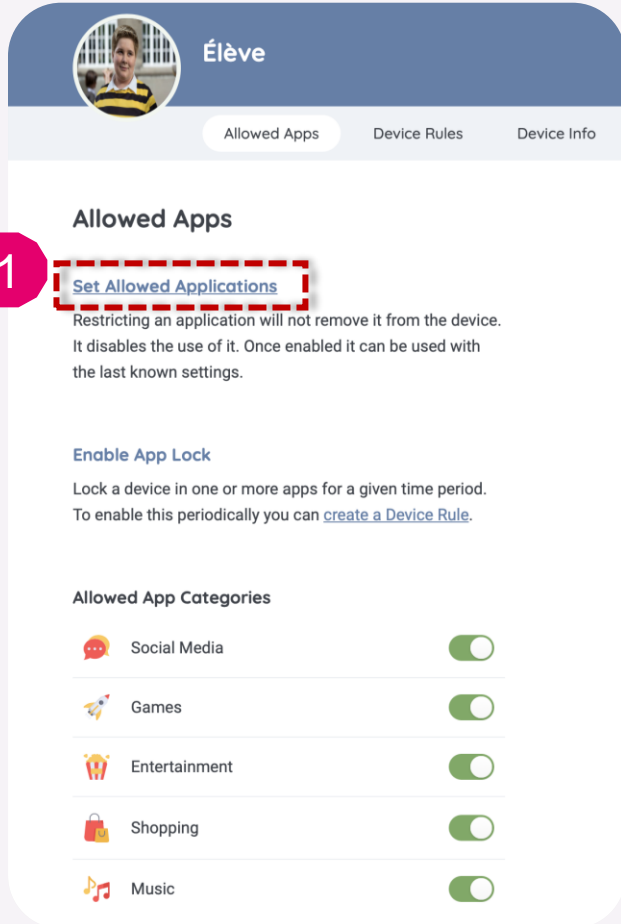 Élève
Allowed Apps
Device Rules
Device Info
Allowed Apps
1
Set Allowed Applications
Restricting an application will not remove it from the device.
It disables the use of it. Once enabled it can be used with
the last known settings.
Enable App Lock
Lock a device in one or more apps for a given time period.
To enable this periodically you can create a Device Rule.
Allowed App Categories
Social Media
Games
Entertainment
Shopping
Music